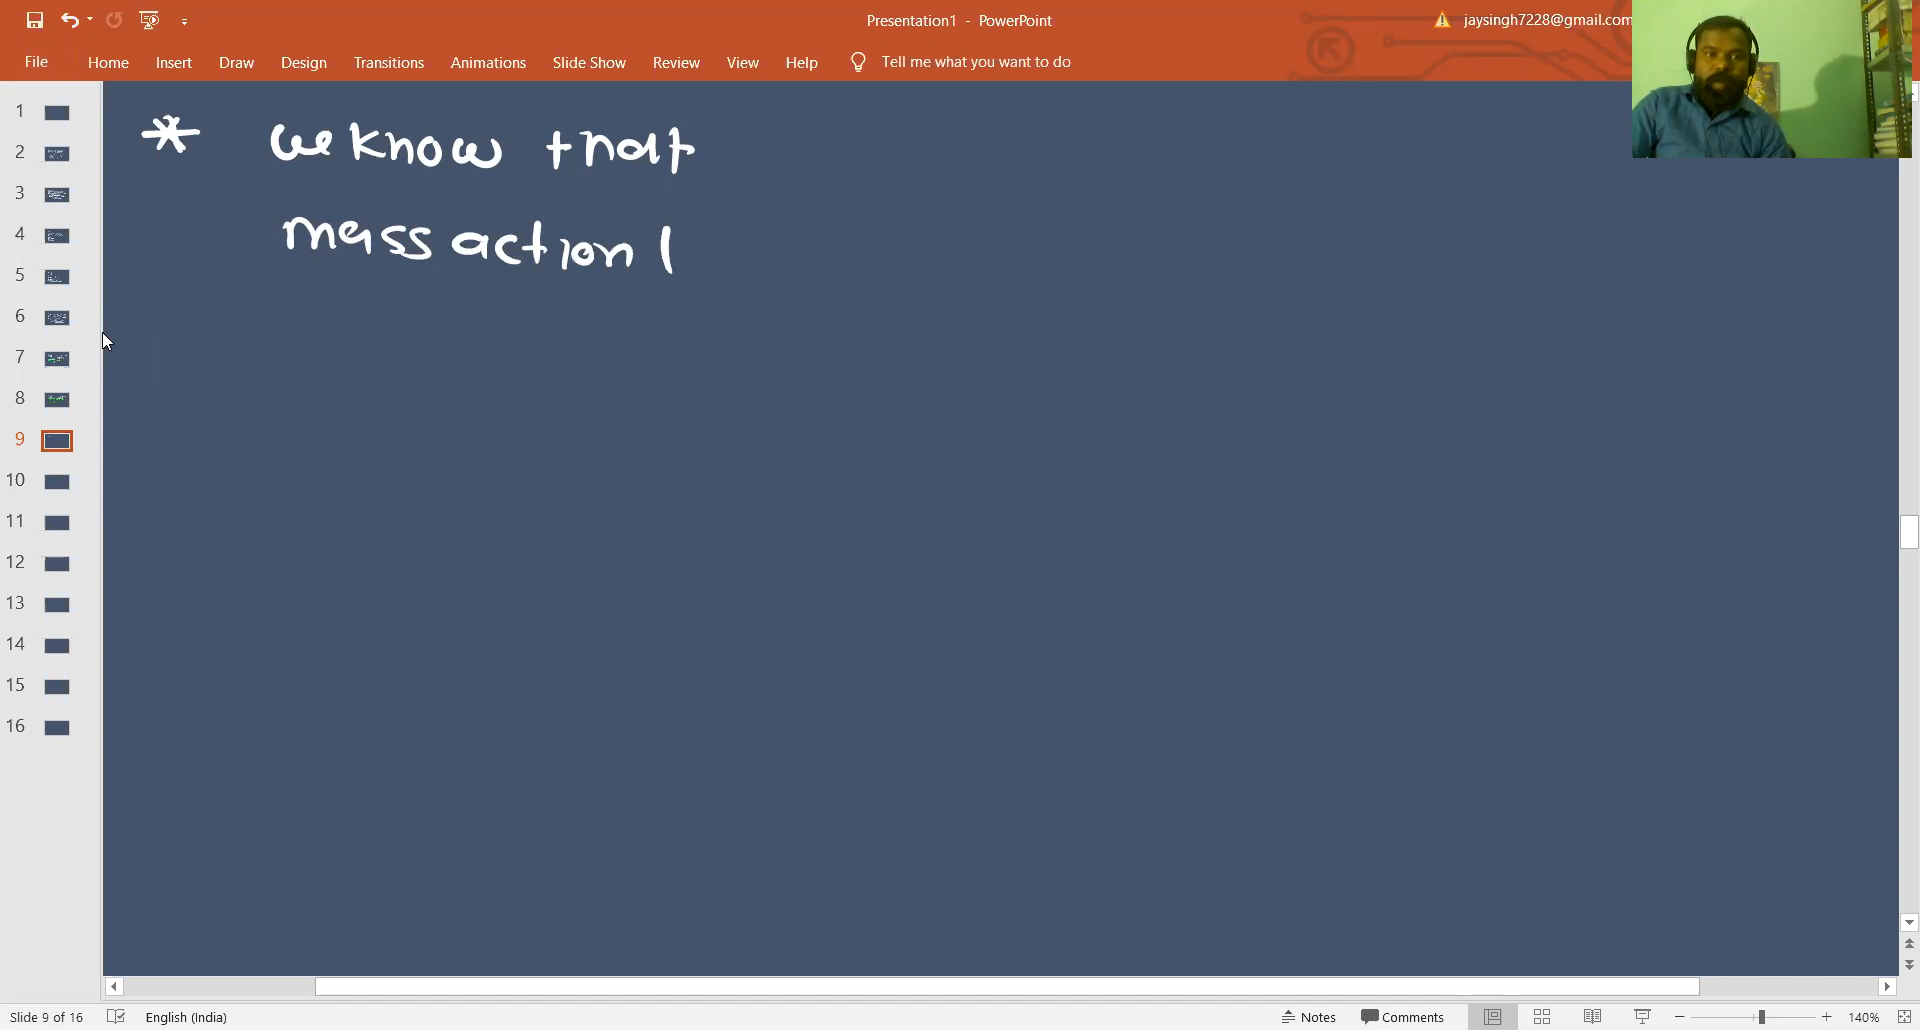 Presentation1 - PowerPoint
jaysingh7228@gmail.com
File Home Insert Draw Design Transitions Animations Slide Show Review View Help Tell me what you want to do
1
2
3
4
5
6
7
8
9
10
11
12
13
14
15
16
* we know that
mass action l
Slide 9 of 16 English (India) Notes Comments 140%